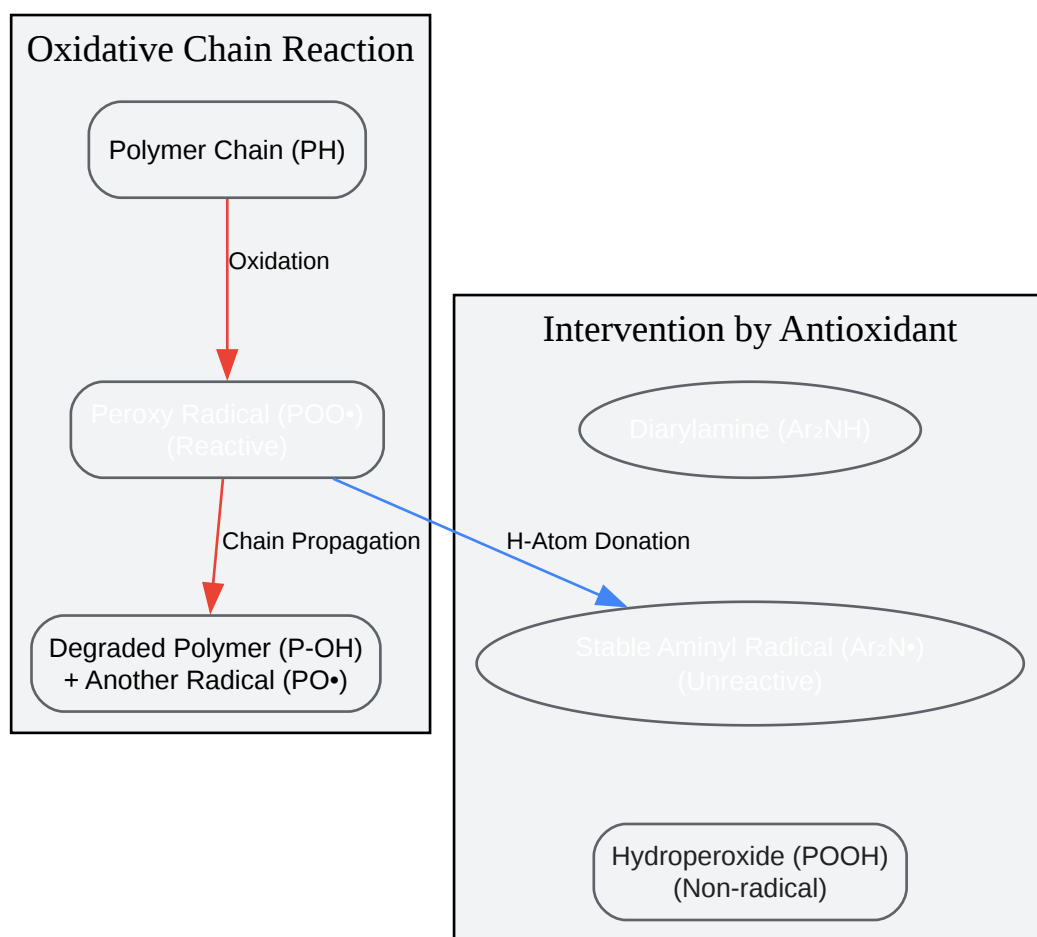 Oxidative Chain Reaction
Polymer Chain (PH)
Oxidation
Peroxy Radical (POO•)
(Reactive)
Chain Propagation
Degraded Polymer (P-OH)
+ Another Radical (PO•)
Intervention by Antioxidant
Diarylamine (Ar₂NH)
H-Atom Donation
Stable Aminyl Radical (Ar₂N•)
(Unreactive)
Hydroperoxide (POOH)
(Non-radical)